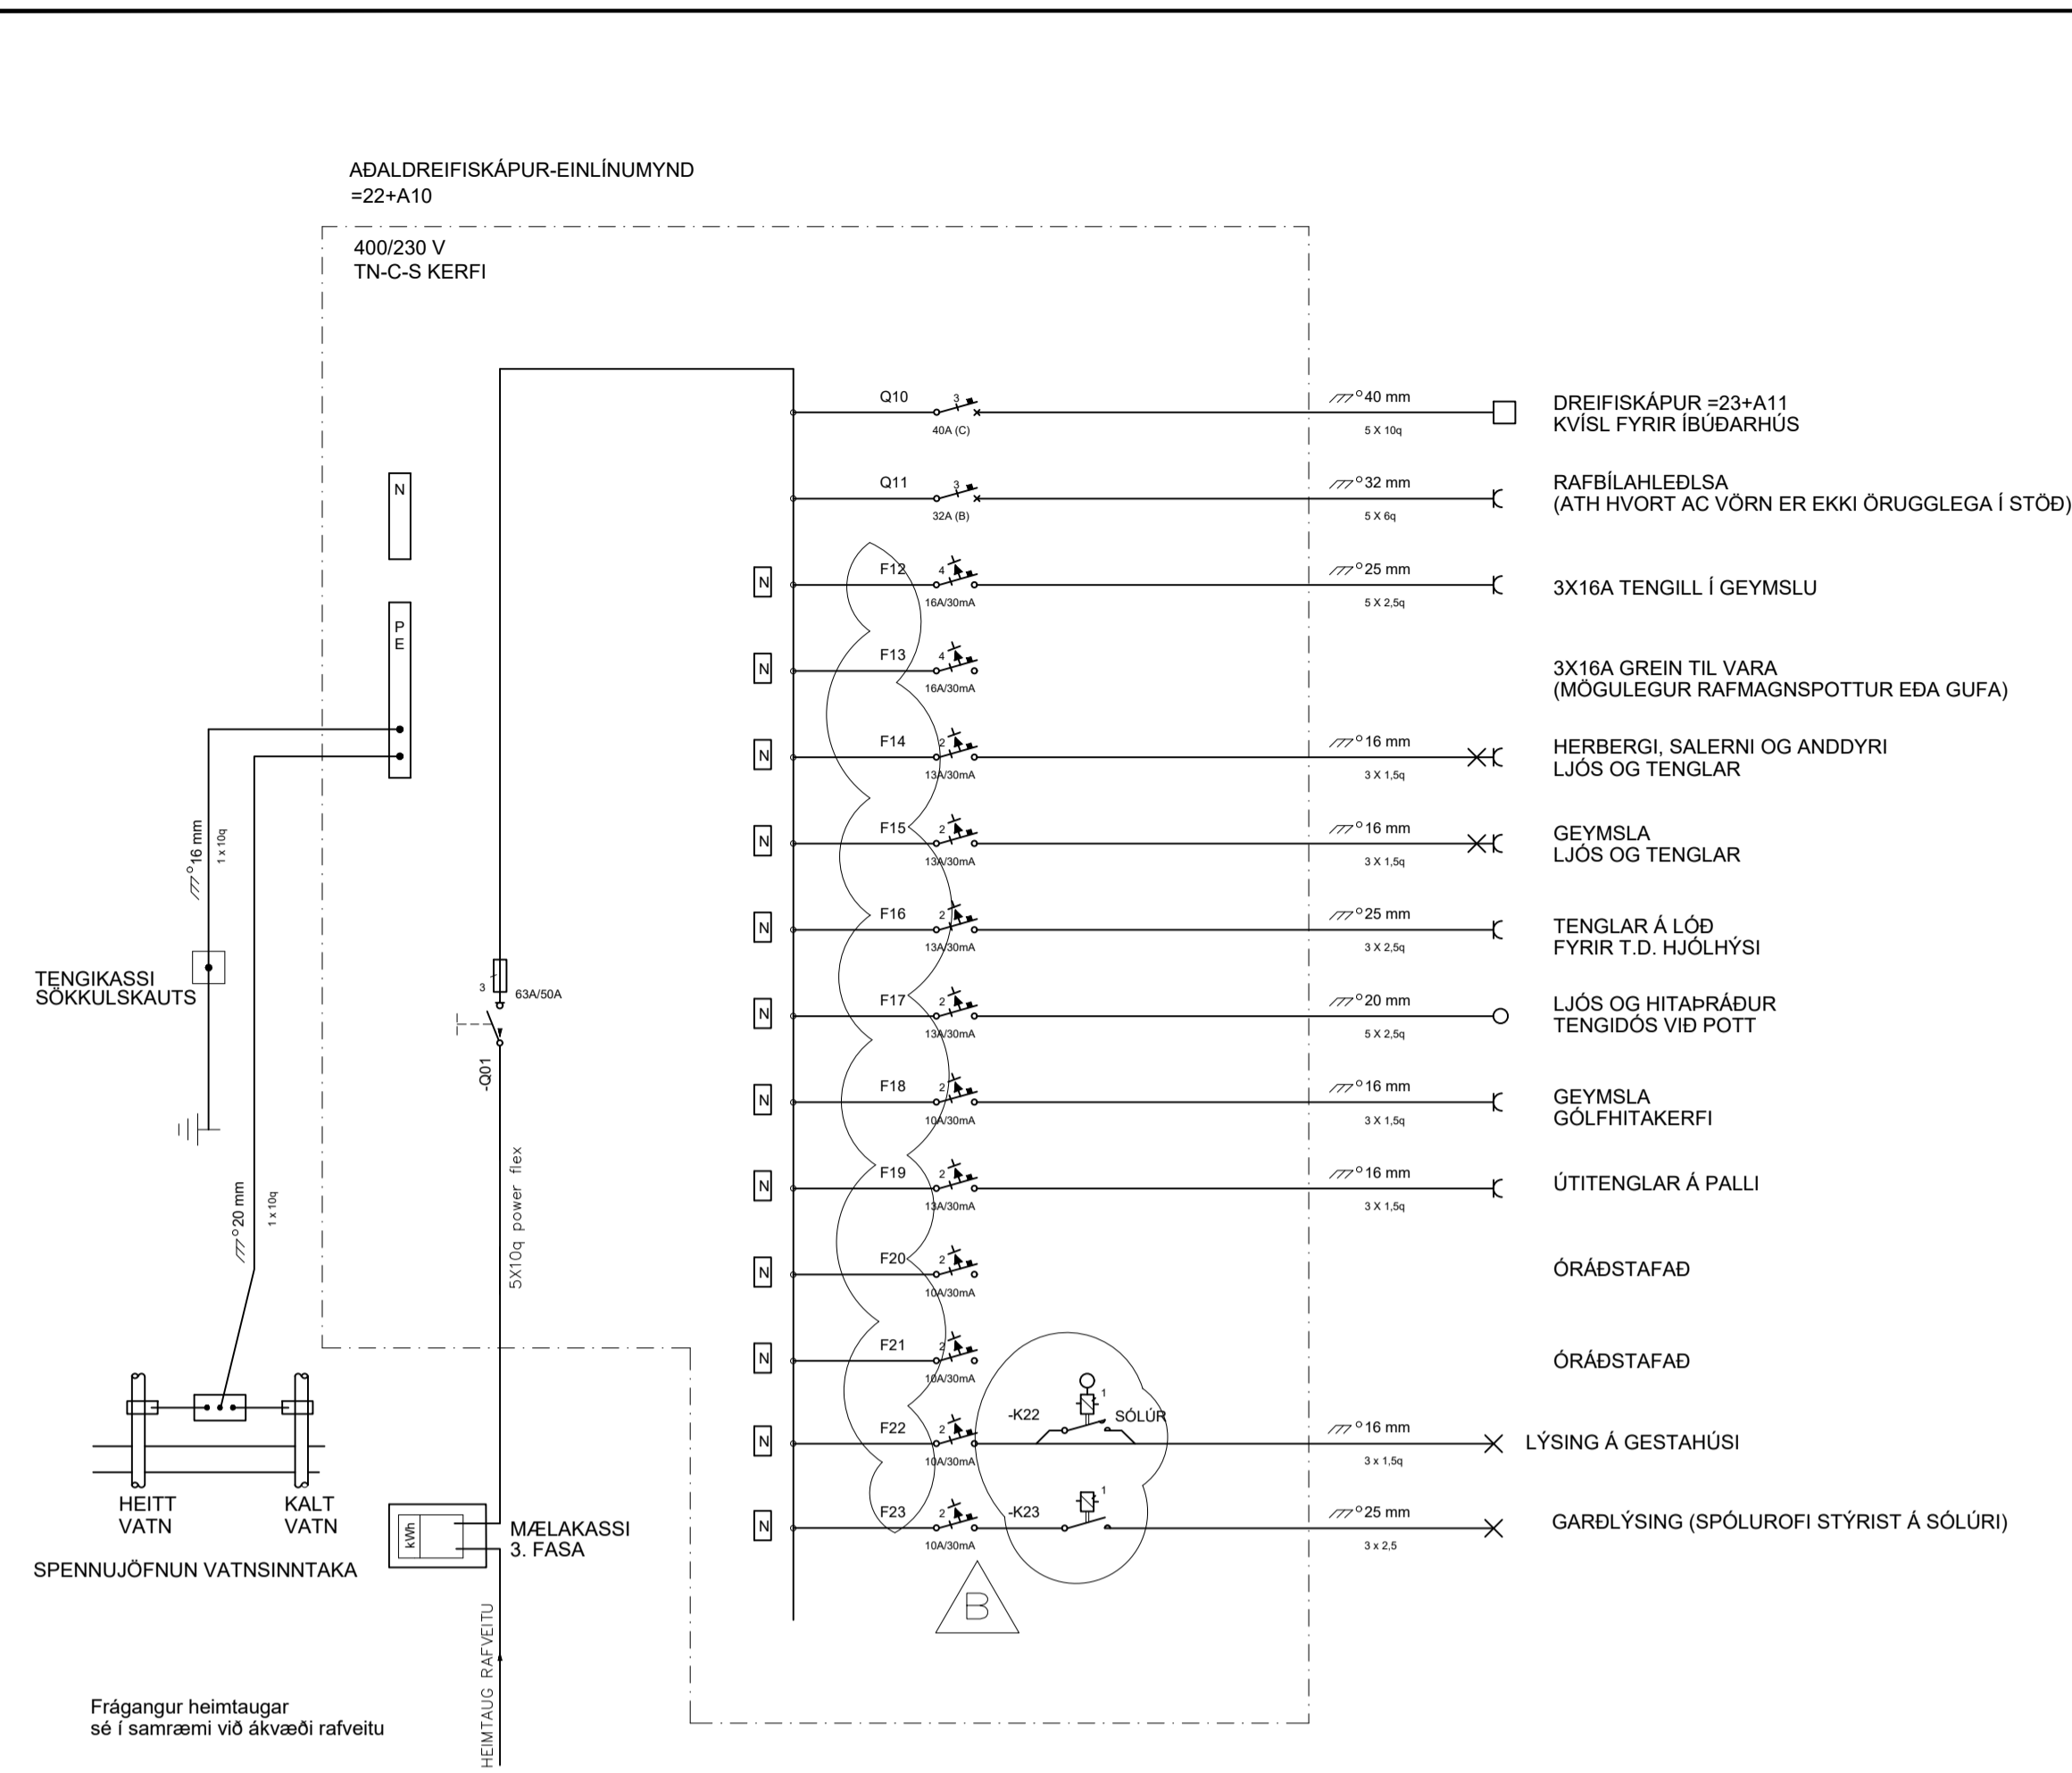 AÐALDREIFISKÁPUR-EINLÍNUMYND
=22+A10
400/230 V
TN-C-S KERFI
N
P
E
16 mm
1 x 10q
TENGIKASSI
SÖKKULSKAUTS
20 mm
1 x 10q
HEITT
VATN
KALT
VATN
SPENNUJÖFNUN VATNSINNTAKA
Frágangur heimtaugar
sé í samræmi við ákvæði rafveitu
3
63A/50A
-Q01
5X10q power flex
kWh
MÆLAKASSI
3. FASA
HEIMTAUG RAFVEITU
Q10
3
40A (C)
40 mm
5 X 10q
DREIFISKÁPUR =23+A11
KVÍSL FYRIR ÍBÚÐARHÚS
Q11
3
32A (B)
32 mm
5 X 6q
RAFBÍLAHLEÐLSA
(ATH HVORT AC VÖRN ER EKKI ÖRUGGLEGA Í STÖÐ)
N
F12
4
16A/30mA
25 mm
5 X 2,5q
3X16A TENGILL Í GEYMSLU
N
F13
4
16A/30mA
3X16A GREIN TIL VARA
(MÖGULEGUR RAFMAGNSPOTTUR EÐA GUFA)
N
F14
2
13A/30mA
16 mm
3 X 1,5q
HERBERGI, SALERNI OG ANDDYRI
LJÓS OG TENGLAR
N
F15
2
13A/30mA
16 mm
3 X 1,5q
GEYMSLA
LJÓS OG TENGLAR
N
F16
2
13A/30mA
25 mm
3 X 2,5q
TENGLAR Á LÓÐ
FYRIR T.D. HJÓLHÝSI
N
F17
2
13A/30mA
20 mm
5 X 2,5q
LJÓS OG HITAÞRÁÐUR
TENGIDÓS VIÐ POTT
N
F18
2
10A/30mA
16 mm
3 X 1,5q
GEYMSLA
GÓLFHITAKERFI
N
F19
2
13A/30mA
16 mm
3 X 1,5q
ÚTITENGLAR Á PALLI
N
F20
2
10A/30mA
ÓRÁÐSTAFAÐ
N
F21
2
10A/30mA
ÓRÁÐSTAFAÐ
N
F22
2
10A/30mA
-K22
1
SÓLÚR
16 mm
3 x 1,5q
LÝSING Á GESTAHÚSI
N
F23
2
10A/30mA
-K23
1
25 mm
3 x 2,5
GARÐLÝSING (SPÓLUROFI STÝRIST Á SÓLÚRI)
B